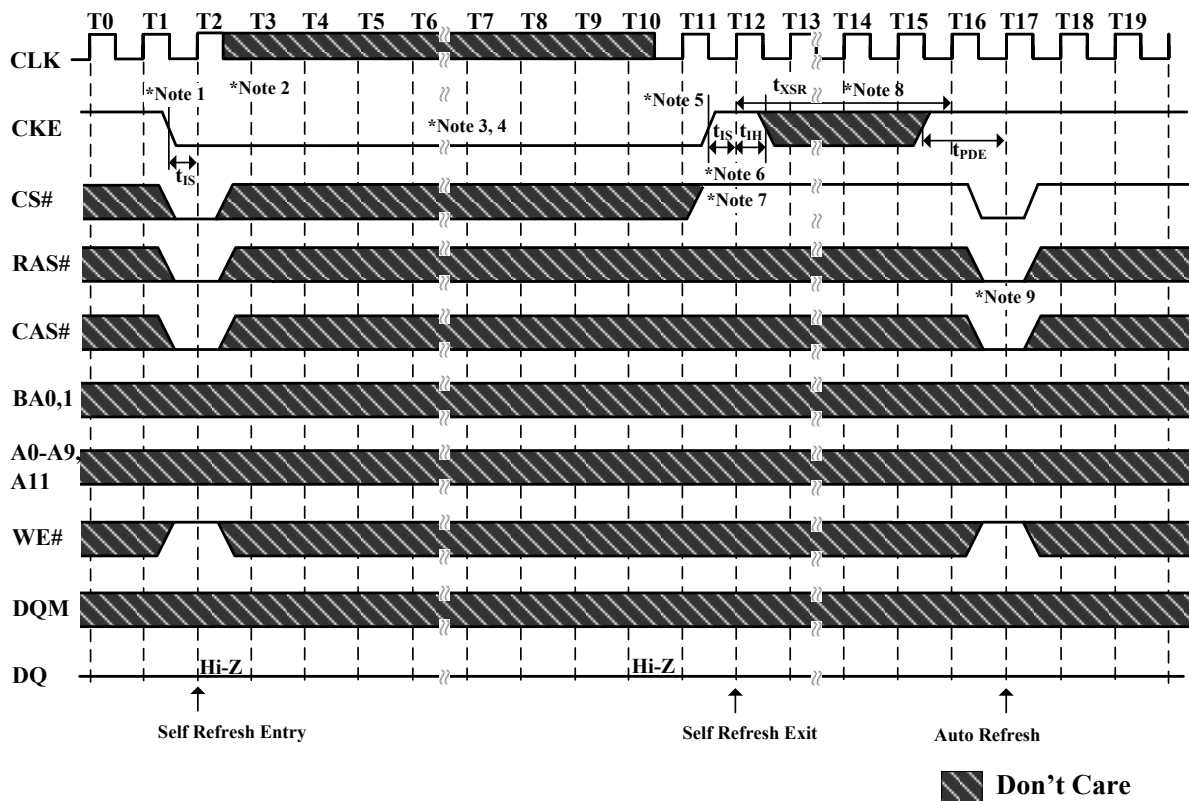 T0 T1 T2 T3 T4 T5 T6 T7 T8 T9 T10 T11 T12 T13 T14 T15 T16 T17 T18 T19
CLK
*Note 1 *Note 2 *Note 5 tXSR *Note 8
CKE *Note 3, 4 tIS tIH tPDE
tIS *Note 6
CS# *Note 7
RAS#
*Note 9
CAS#
BA0,1
A0-A9,
A11
WE#
DQM
Hi-Z Hi-Z
DQ
Self Refresh Entry Self Refresh Exit Auto Refresh
Don't Care